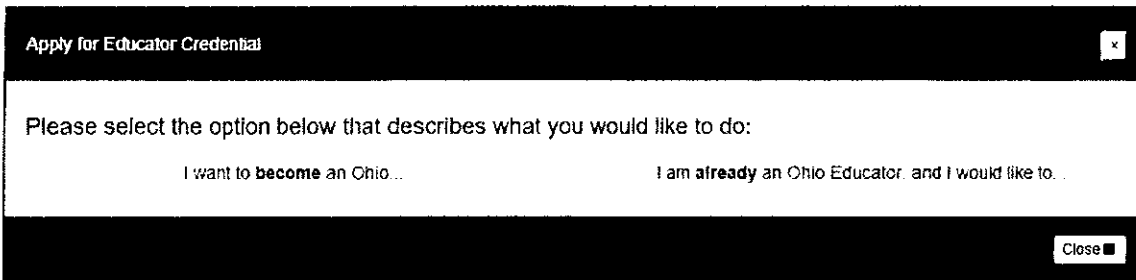 Apply for Educator Credential
x
Please select the option below that describes what you would like to do:
I want to become an Ohio... I am already an Ohio Educator, and I would like to...
Close